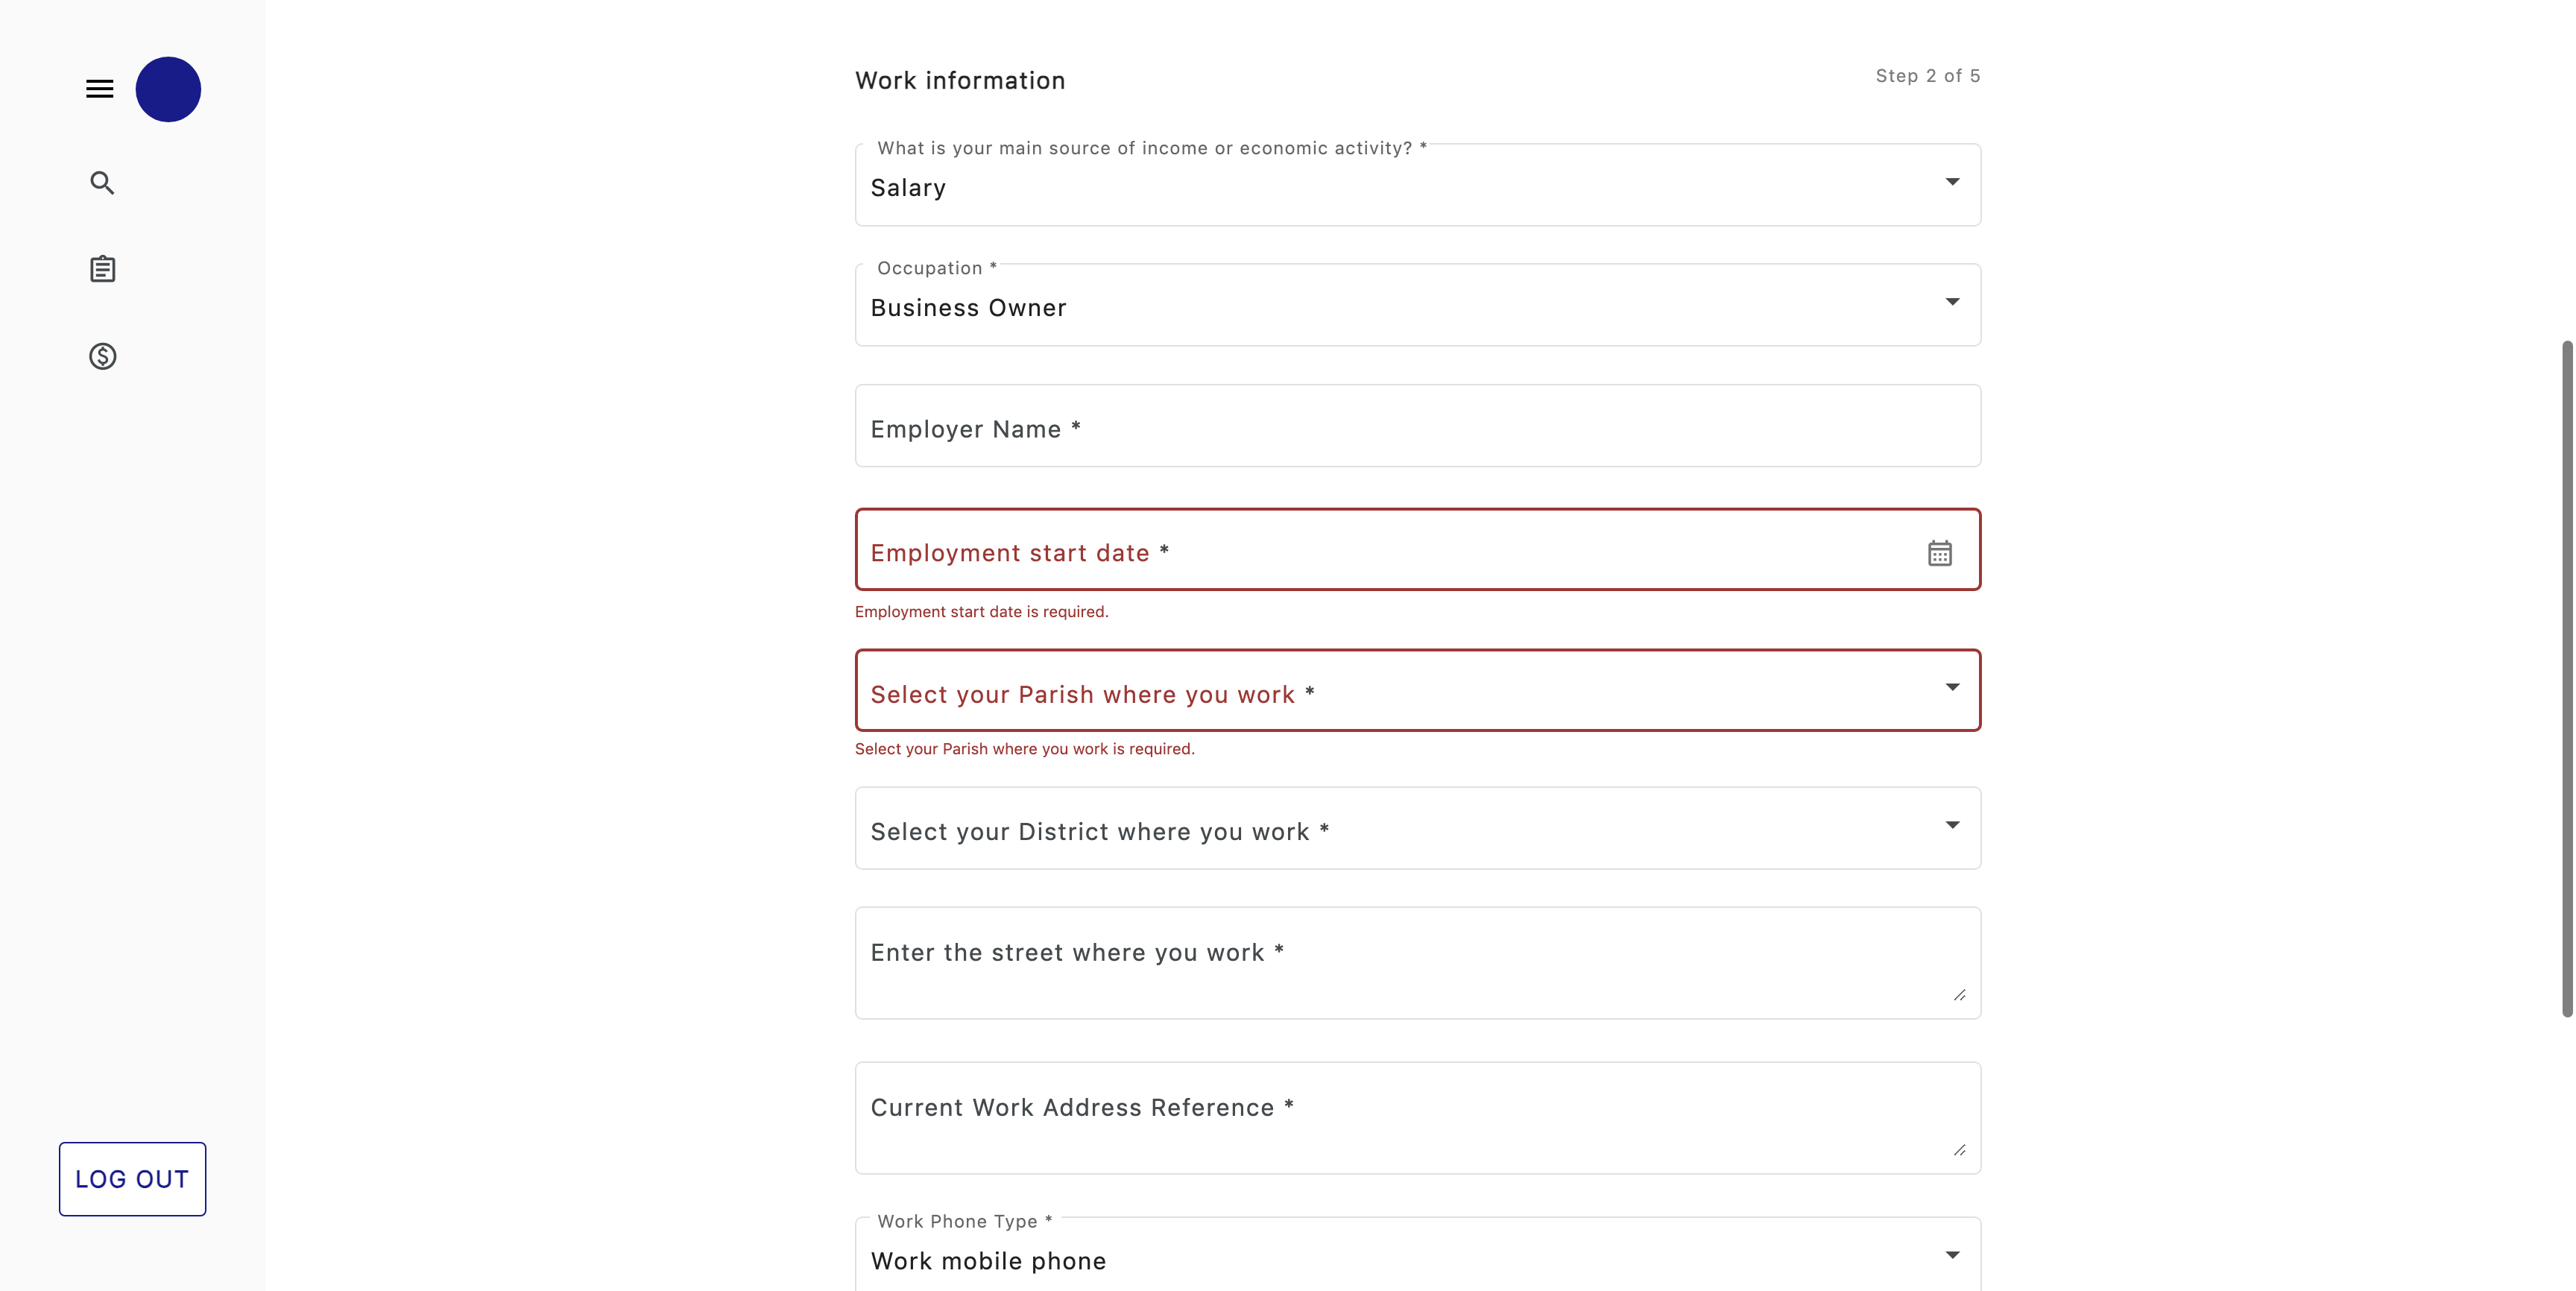 Work information
Step 2 of 5
What is your main source of income or economic activity? *
Salary
Occupation *
Business Owner
Employer Name *
Employment start date *
Employment start date is required.
Select your Parish where you work *
Select your Parish where you work is required.
Select your District where you work *
Enter the street where you work *
Current Work Address Reference *
LOG OUT
Work Phone Type *
Work mobile phone